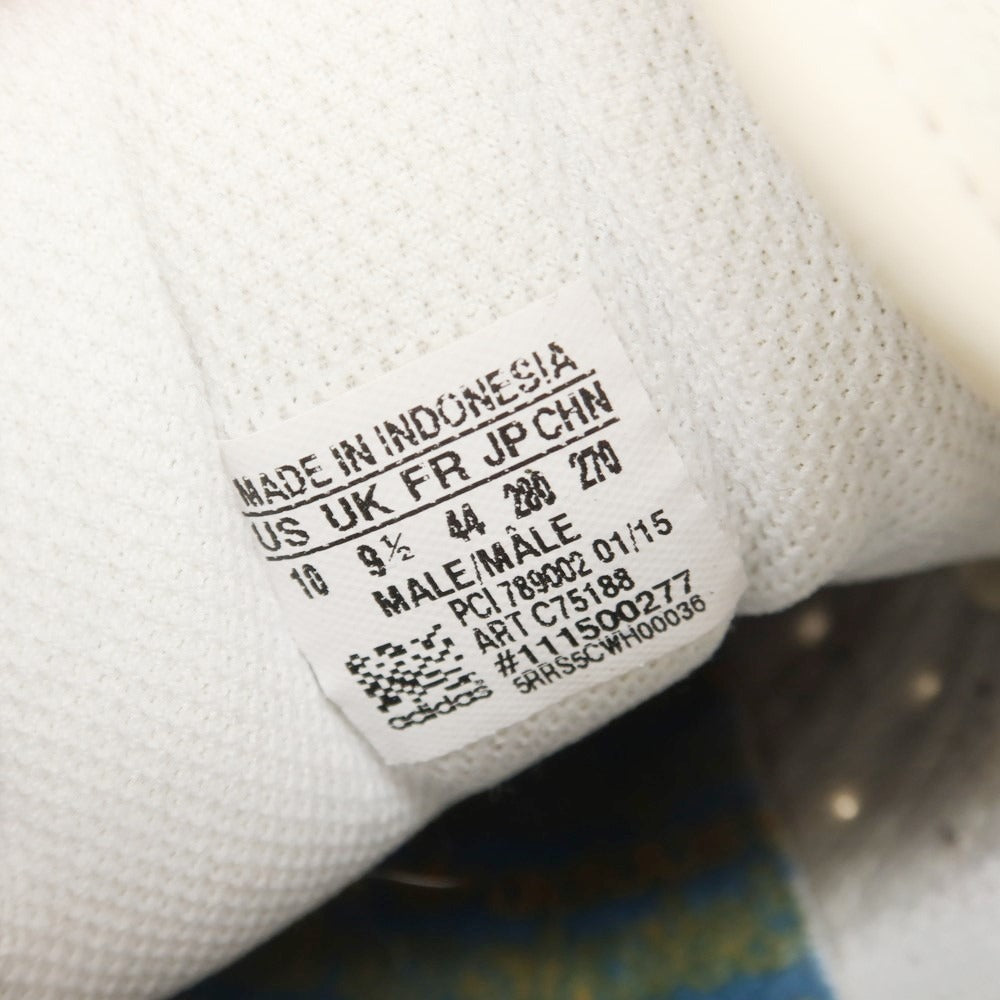 MADE IN INDONESIA
US UK FR JP CHN
10 9½ 44 280 270
MALE/MÂLE
PCI 789002 01/15
ART C75188
#111500277
5RRS5CWH00036
adidas